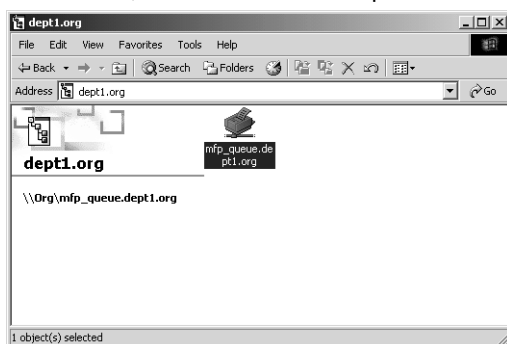 dept1.org
File Edit View Favorites Tools Help
Back Search Folders
Address dept1.org Go
mfp_queue.de
pt1.org
dept1.org
\\Org\mfp_queue.dept1.org
1 object(s) selected